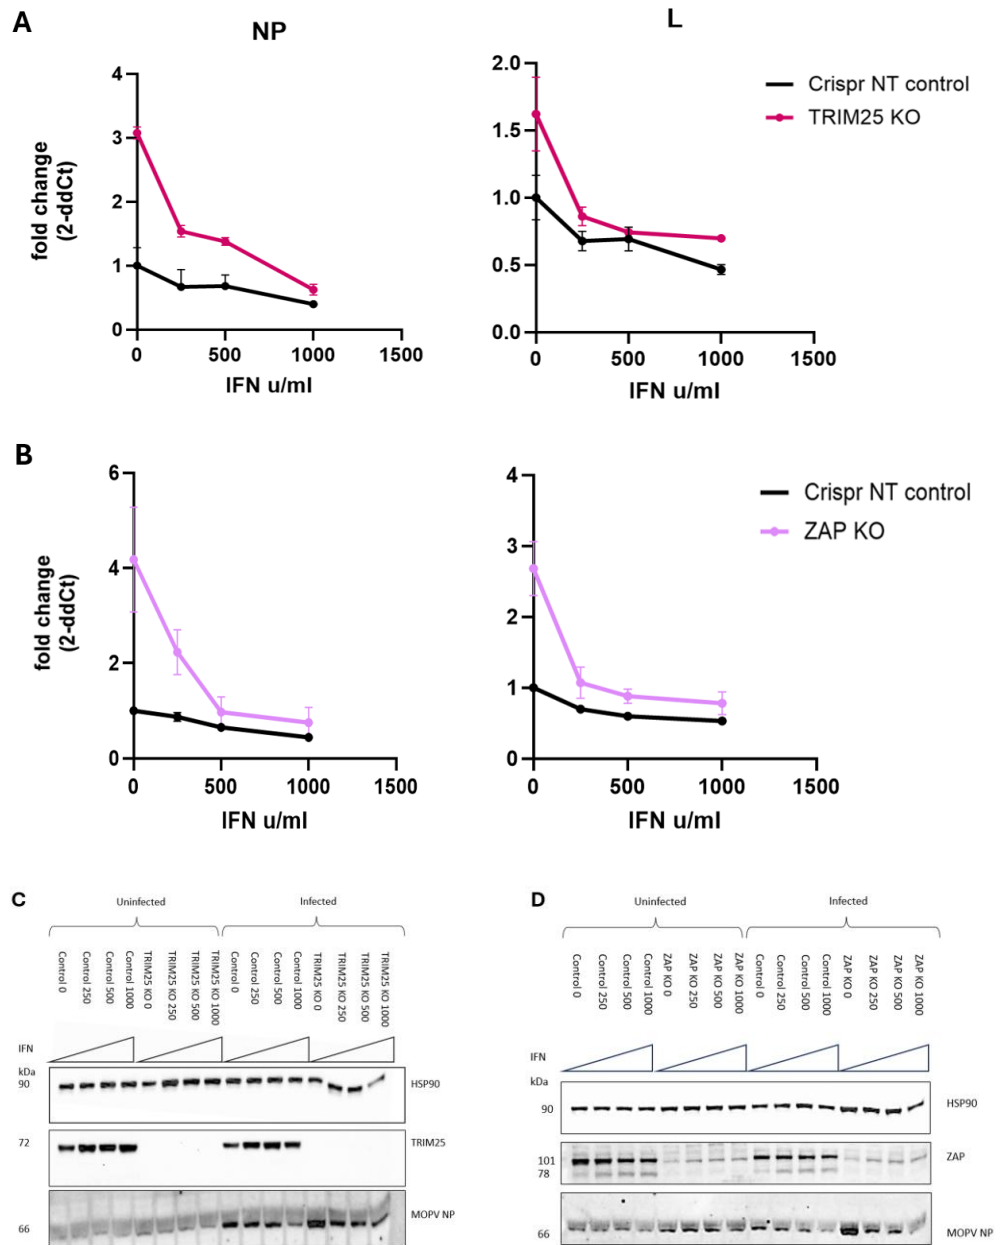 A
NP
L
fold change
(2-ddCt)
4
3
2
1
0
0
500
1000
1500
IFN u/ml
2.0
1.5
1.0
0.5
0.0
0
500
1000
1500
IFN u/ml
Crispr NT control
TRIM25 KO
B
fold change
(2-ddCt)
6
4
2
0
0
500
1000
1500
IFN u/ml
4
3
2
1
0
0
500
1000
1500
IFN u/ml
Crispr NT control
ZAP KO
C
Uninfected
Infected
Control 0
Control 250
Control 500
Control 1000
TRIM25 KO 0
TRIM25 KO 250
TRIM25 KO 500
TRIM25 KO 1000
Control 0
Control 250
Control 500
Control 1000
TRIM25 KO 0
TRIM25 KO 250
TRIM25 KO 500
TRIM25 KO 1000
IFN
kDa
90
HSP90
72
TRIM25
66
MOPV NP
D
Uninfected
Infected
Control 0
Control 250
Control 500
Control 1000
ZAP KO 0
ZAP KO 250
ZAP KO 500
ZAP KO 1000
Control 0
Control 250
Control 500
Control 1000
ZAP KO 0
ZAP KO 250
ZAP KO 500
ZAP KO 1000
IFN
kDa
90
HSP90
101
78
ZAP
66
MOPV NP